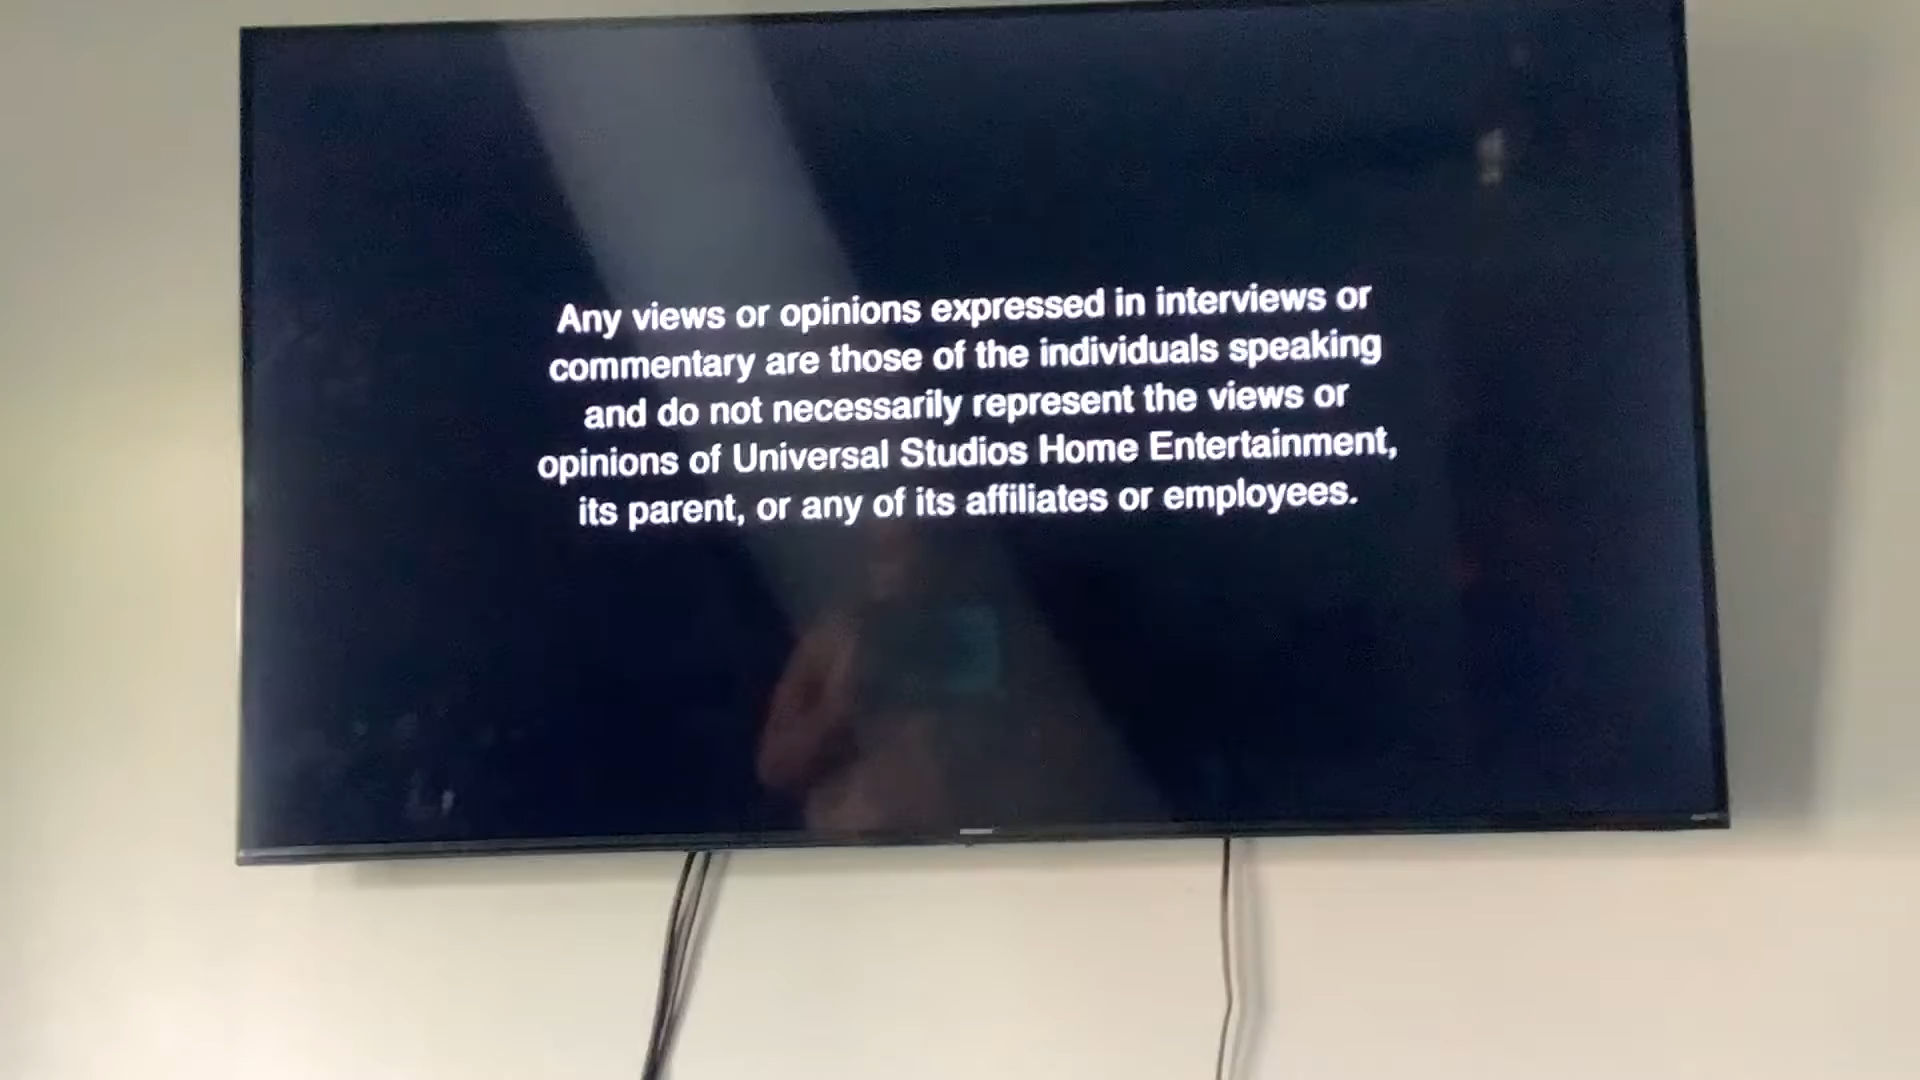 Any views or opinions expressed in interviews or
commentary are those of the individuals speaking
and do not necessarily represent the views or
opinions of Universal Studios Home Entertainment,
its parent, or any of its affiliates or employees.